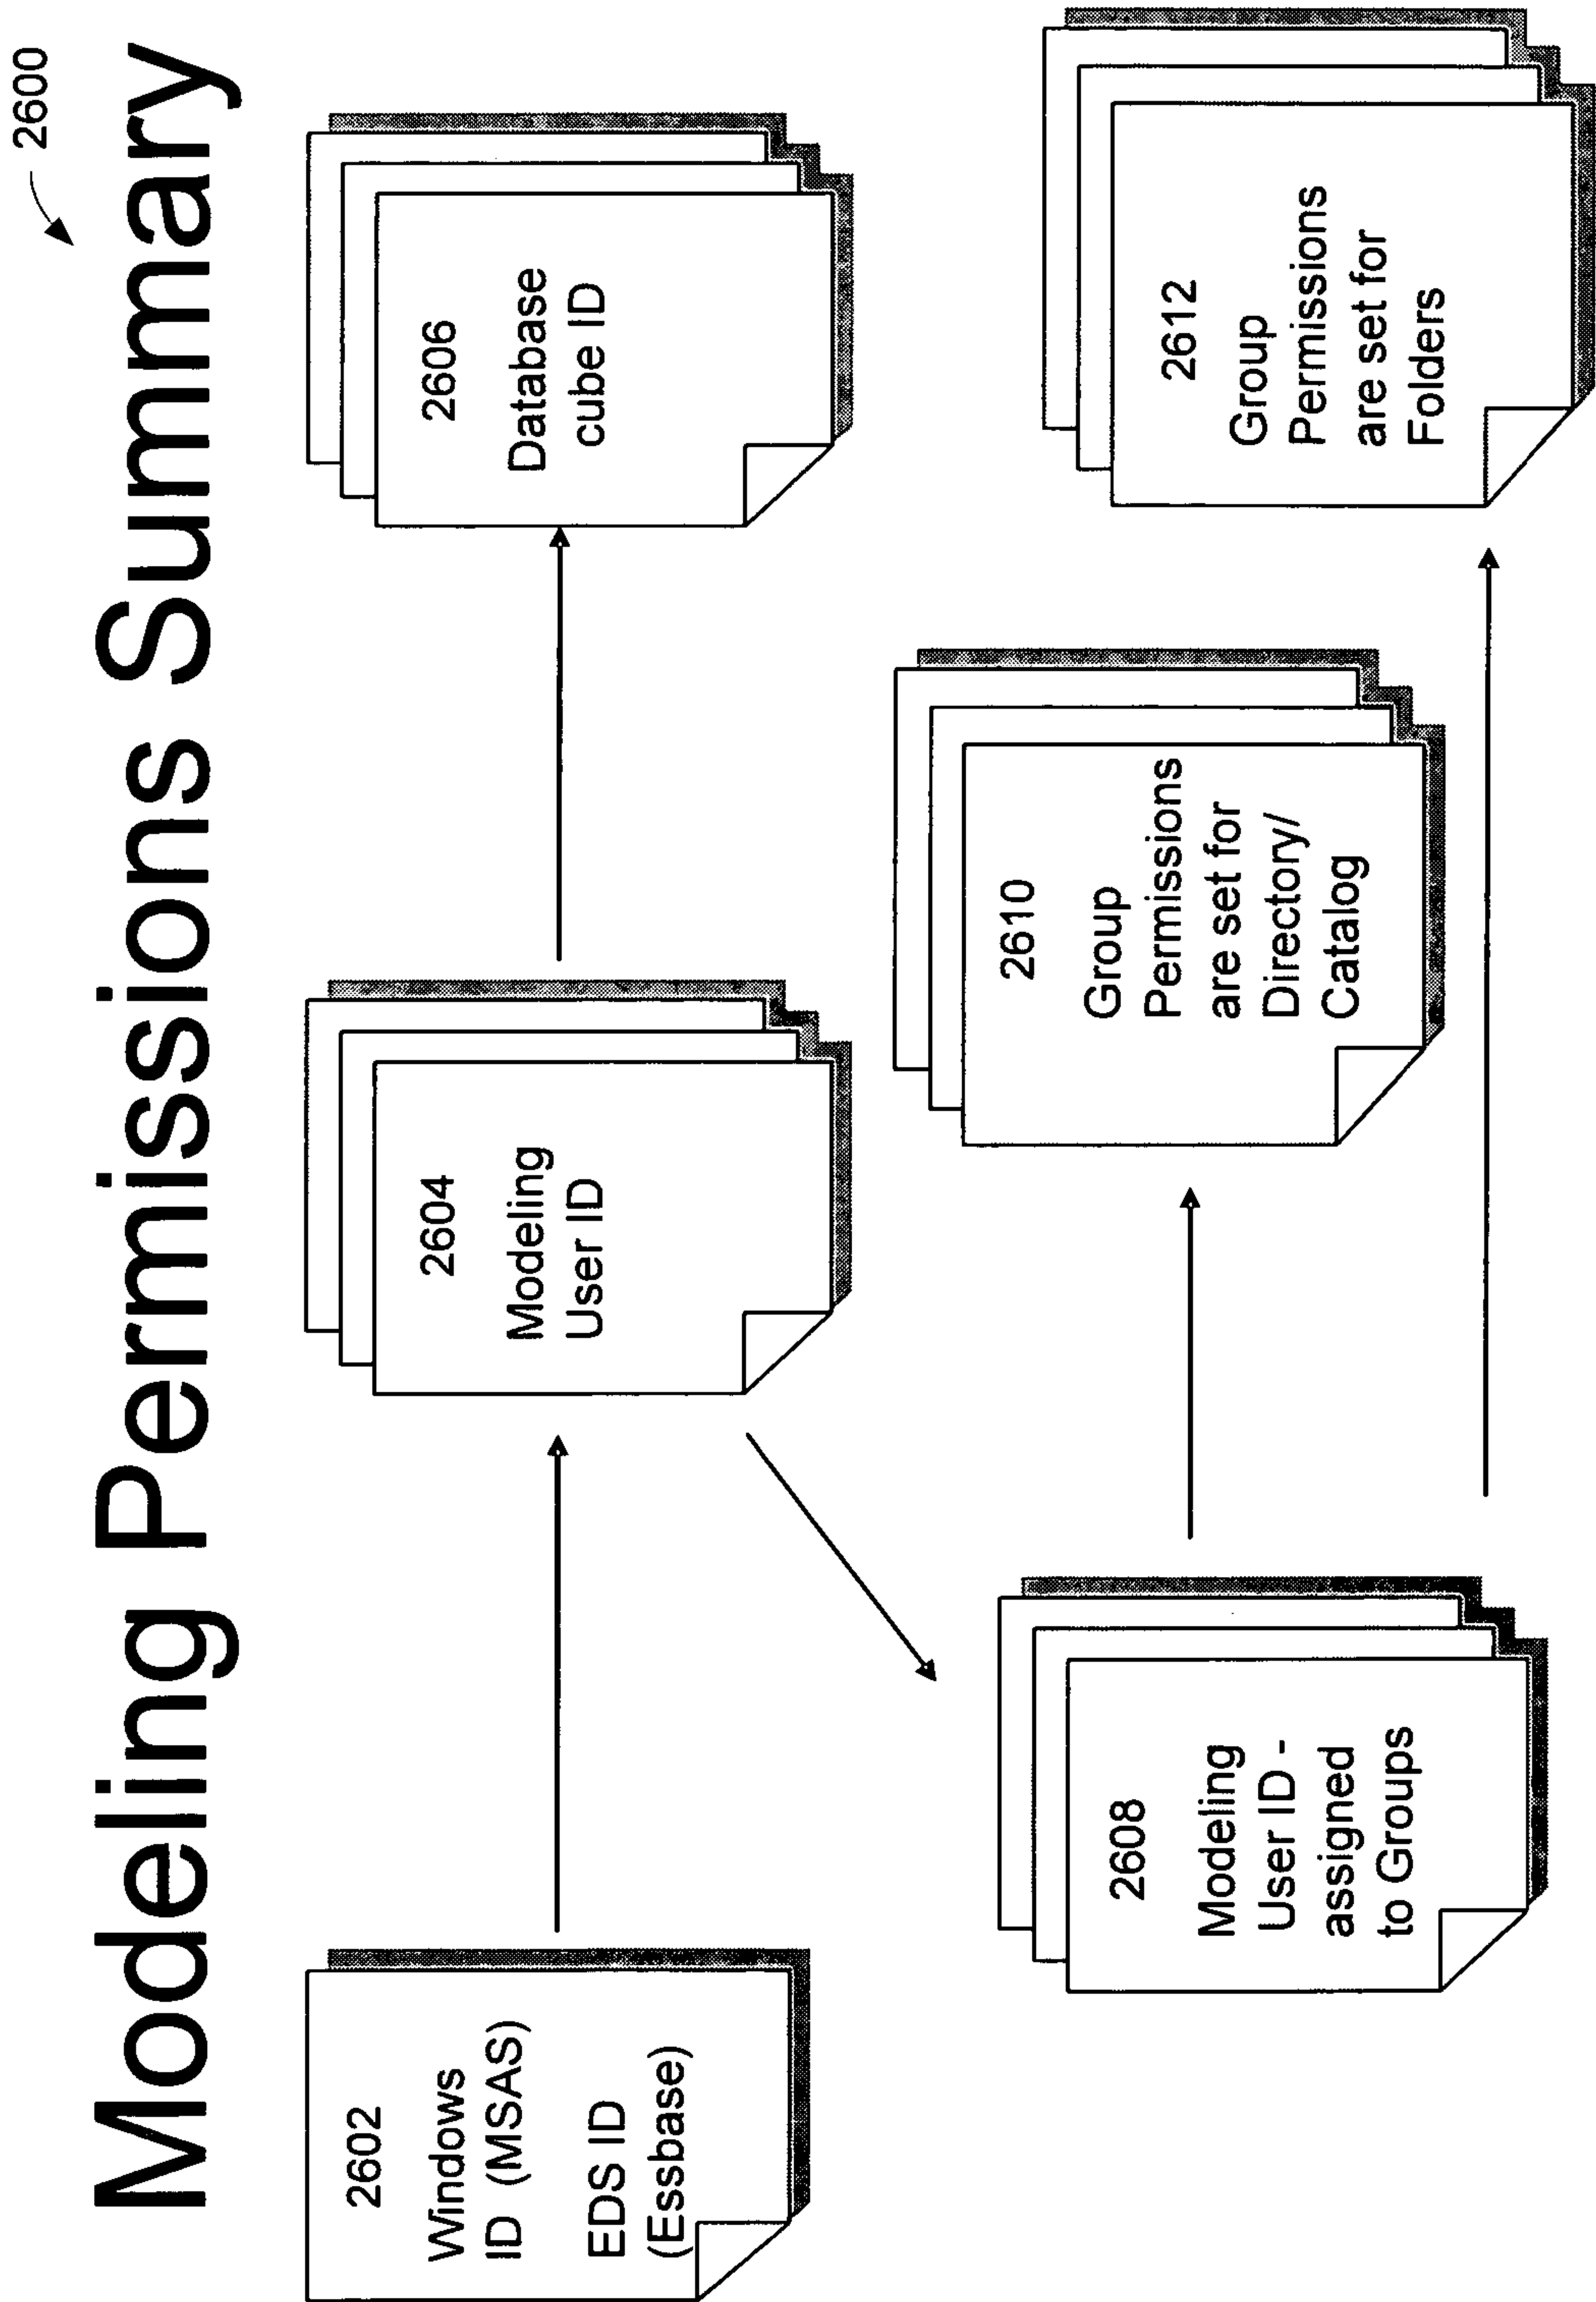 2600
Modeling Permissions Summary
2602
Windows
ID (MSAS)
EDS ID
(Essbase)
2604
Modeling
User ID
2606
Database
cube ID
2608
Modeling
User ID -
assigned
to Groups
2610
Group
Permissions
are set for
Directory/
Catalog
2612
Group
Permissions
are set for
Folders